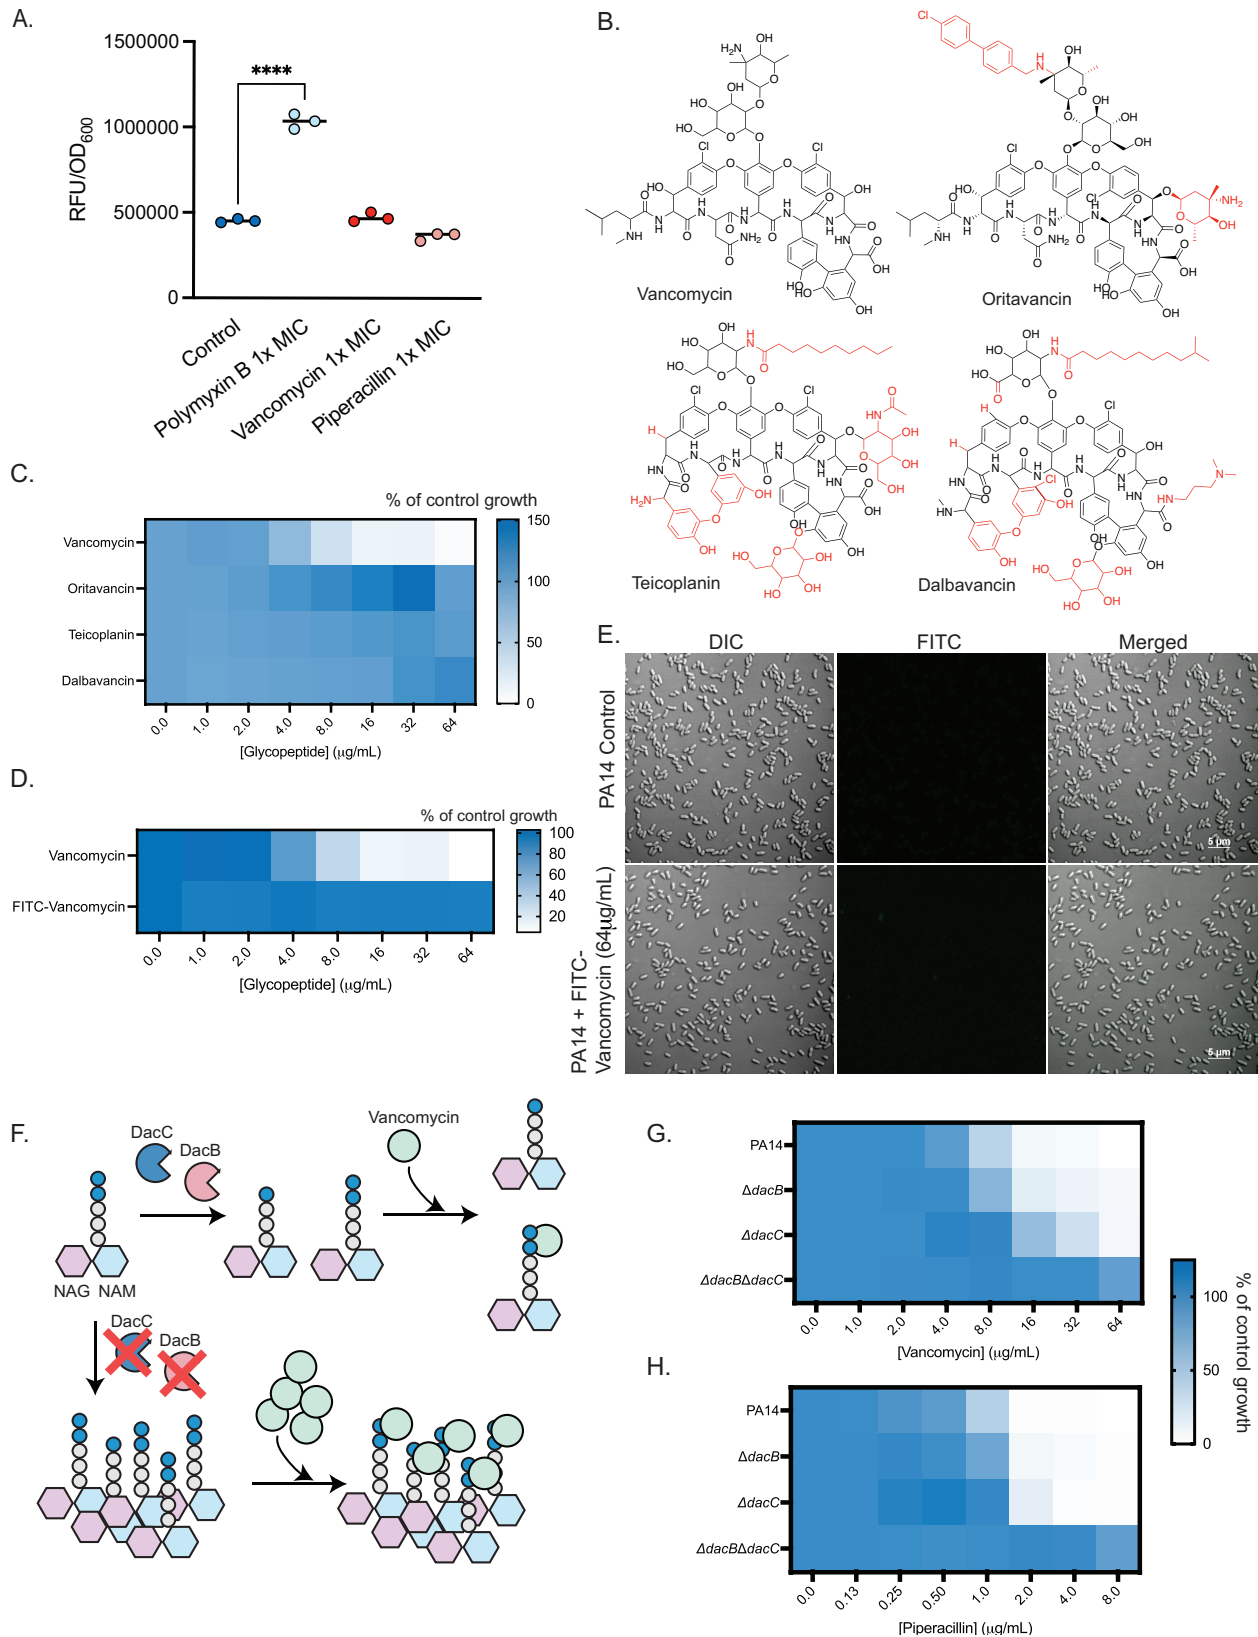 A.
1500000
1000000
500000
0
RFU/OD600
****
Control
Polymyxin B 1x MIC
Vancomycin 1x MIC
Piperacillin 1x MIC
B.
Vancomycin
Oritavancin
Teicoplanin
Dalbavancin
C.
% of control growth
Vancomycin
Oritavancin
Teicoplanin
Dalbavancin
150
100
50
0
0.0 1.0 2.0 4.0 8.0 16 32 64
[Glycopeptide] (µg/mL)
D.
% of control growth
Vancomycin
FITC-Vancomycin
100
80
60
40
20
0.0 1.0 2.0 4.0 8.0 16 32 64
[Glycopeptide] (µg/mL)
E.
DIC FITC Merged
PA14 Control
5 µm
PA14 + FITC-
Vancomycin (64µg/mL)
5 µm
F.
DacC
DacB
Vancomycin
NAG NAM
DacC
DacB
G.
PA14
ΔdacB
ΔdacC
ΔdacBΔdacC
0.0 1.0 2.0 4.0 8.0 16 32 64
[Vancomycin] (µg/mL)
H.
PA14
ΔdacB
ΔdacC
ΔdacBΔdacC
0.0 0.13 0.25 0.50 1.0 2.0 4.0 8.0
[Piperacillin] (µg/mL)
100
50
0
% of control growth